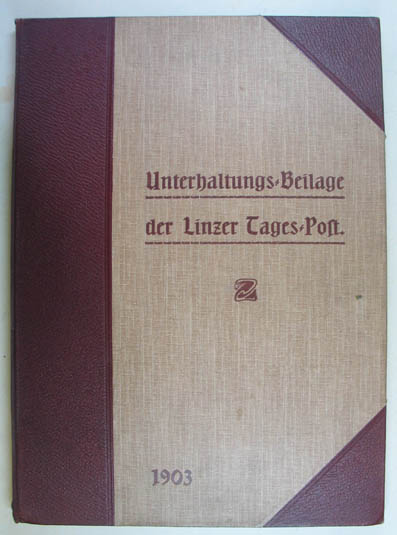 Unterhaltungs-Beilage
der Linzer Tages-Post.
1903